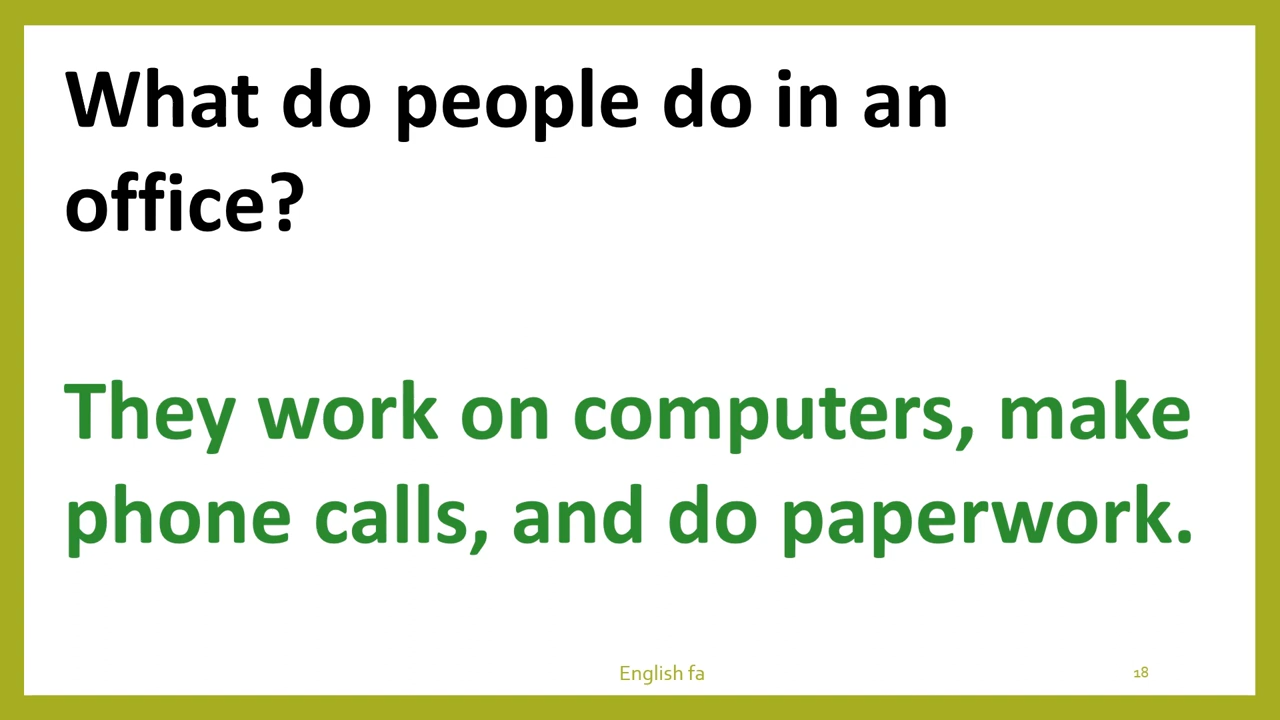 What do people do in an
office?
They work on computers, make
phone calls, and do paperwork.
English fa
18